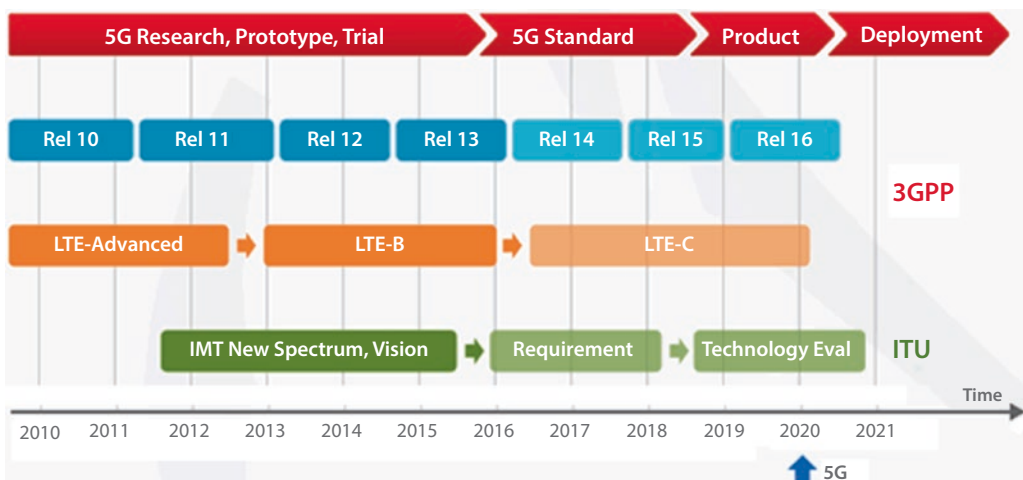 5G Research, Prototype, Trial
5G Standard
Product
Deployment
Rel 10
Rel 11
Rel 12
Rel 13
Rel 14
Rel 15
Rel 16
3GPP
LTE-Advanced
LTE-B
LTE-C
IMT New Spectrum, Vision
Requirement
Technology Eval
ITU
Time
2010 2011 2012 2013 2014 2015 2016 2017 2018 2019 2020 2021
5G